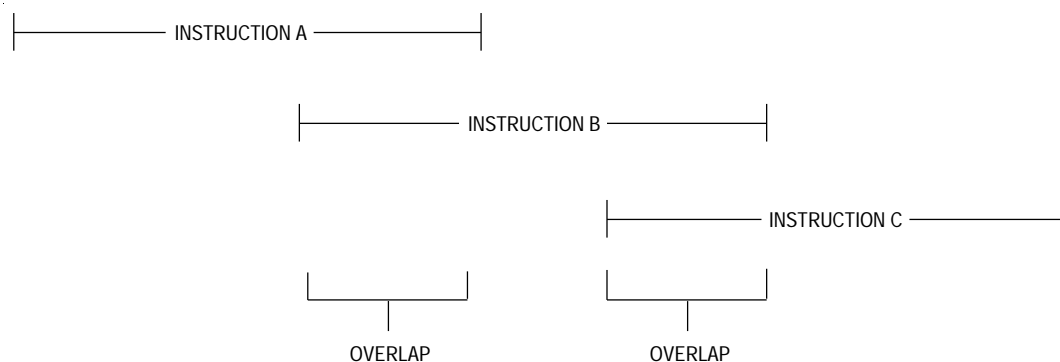 INSTRUCTION A
INSTRUCTION B
INSTRUCTION C
OVERLAP OVERLAP